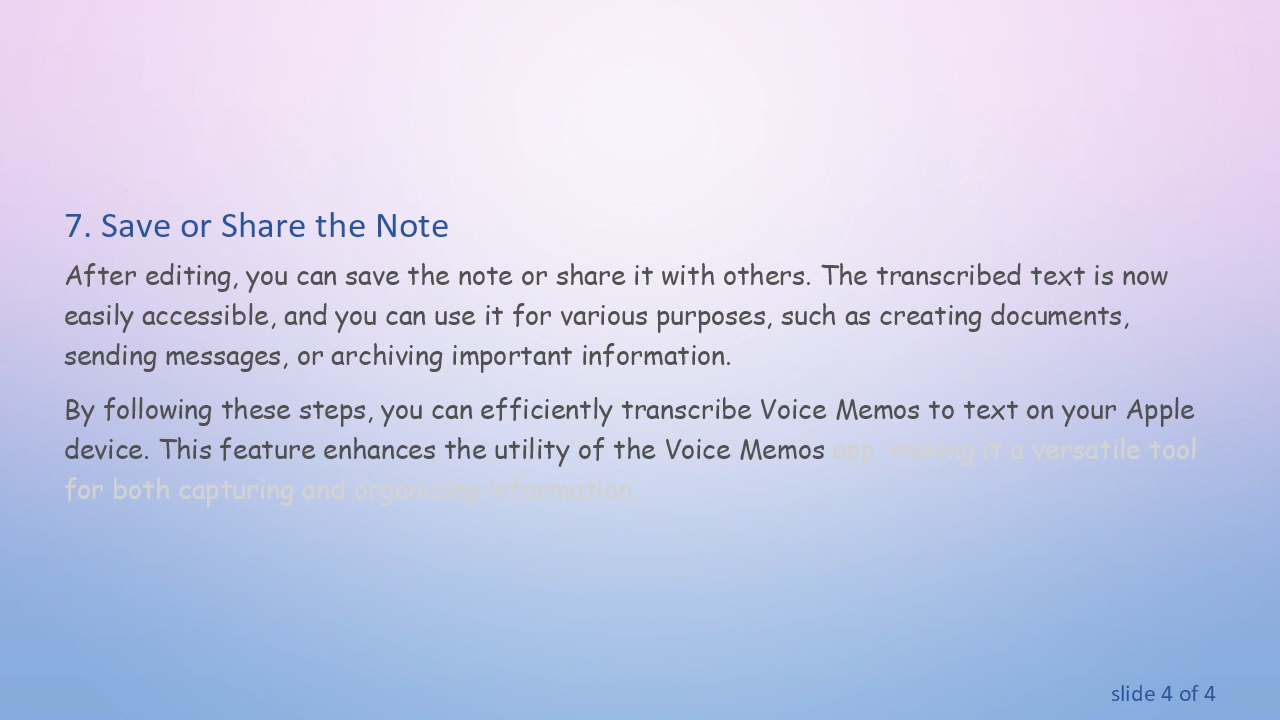 7. Save or Share the Note
After editing, you can save the note or share it with others. The transcribed text is now
easily accessible, and you can use it for various purposes, such as creating documents,
sending messages, or archiving important information.
By following these steps, you can efficiently transcribe Voice Memos to text on your Apple
device. This feature enhances the utility of the Voice Memos app, making it a versatile tool
for both capturing and organizing information.
slide 4 of 4